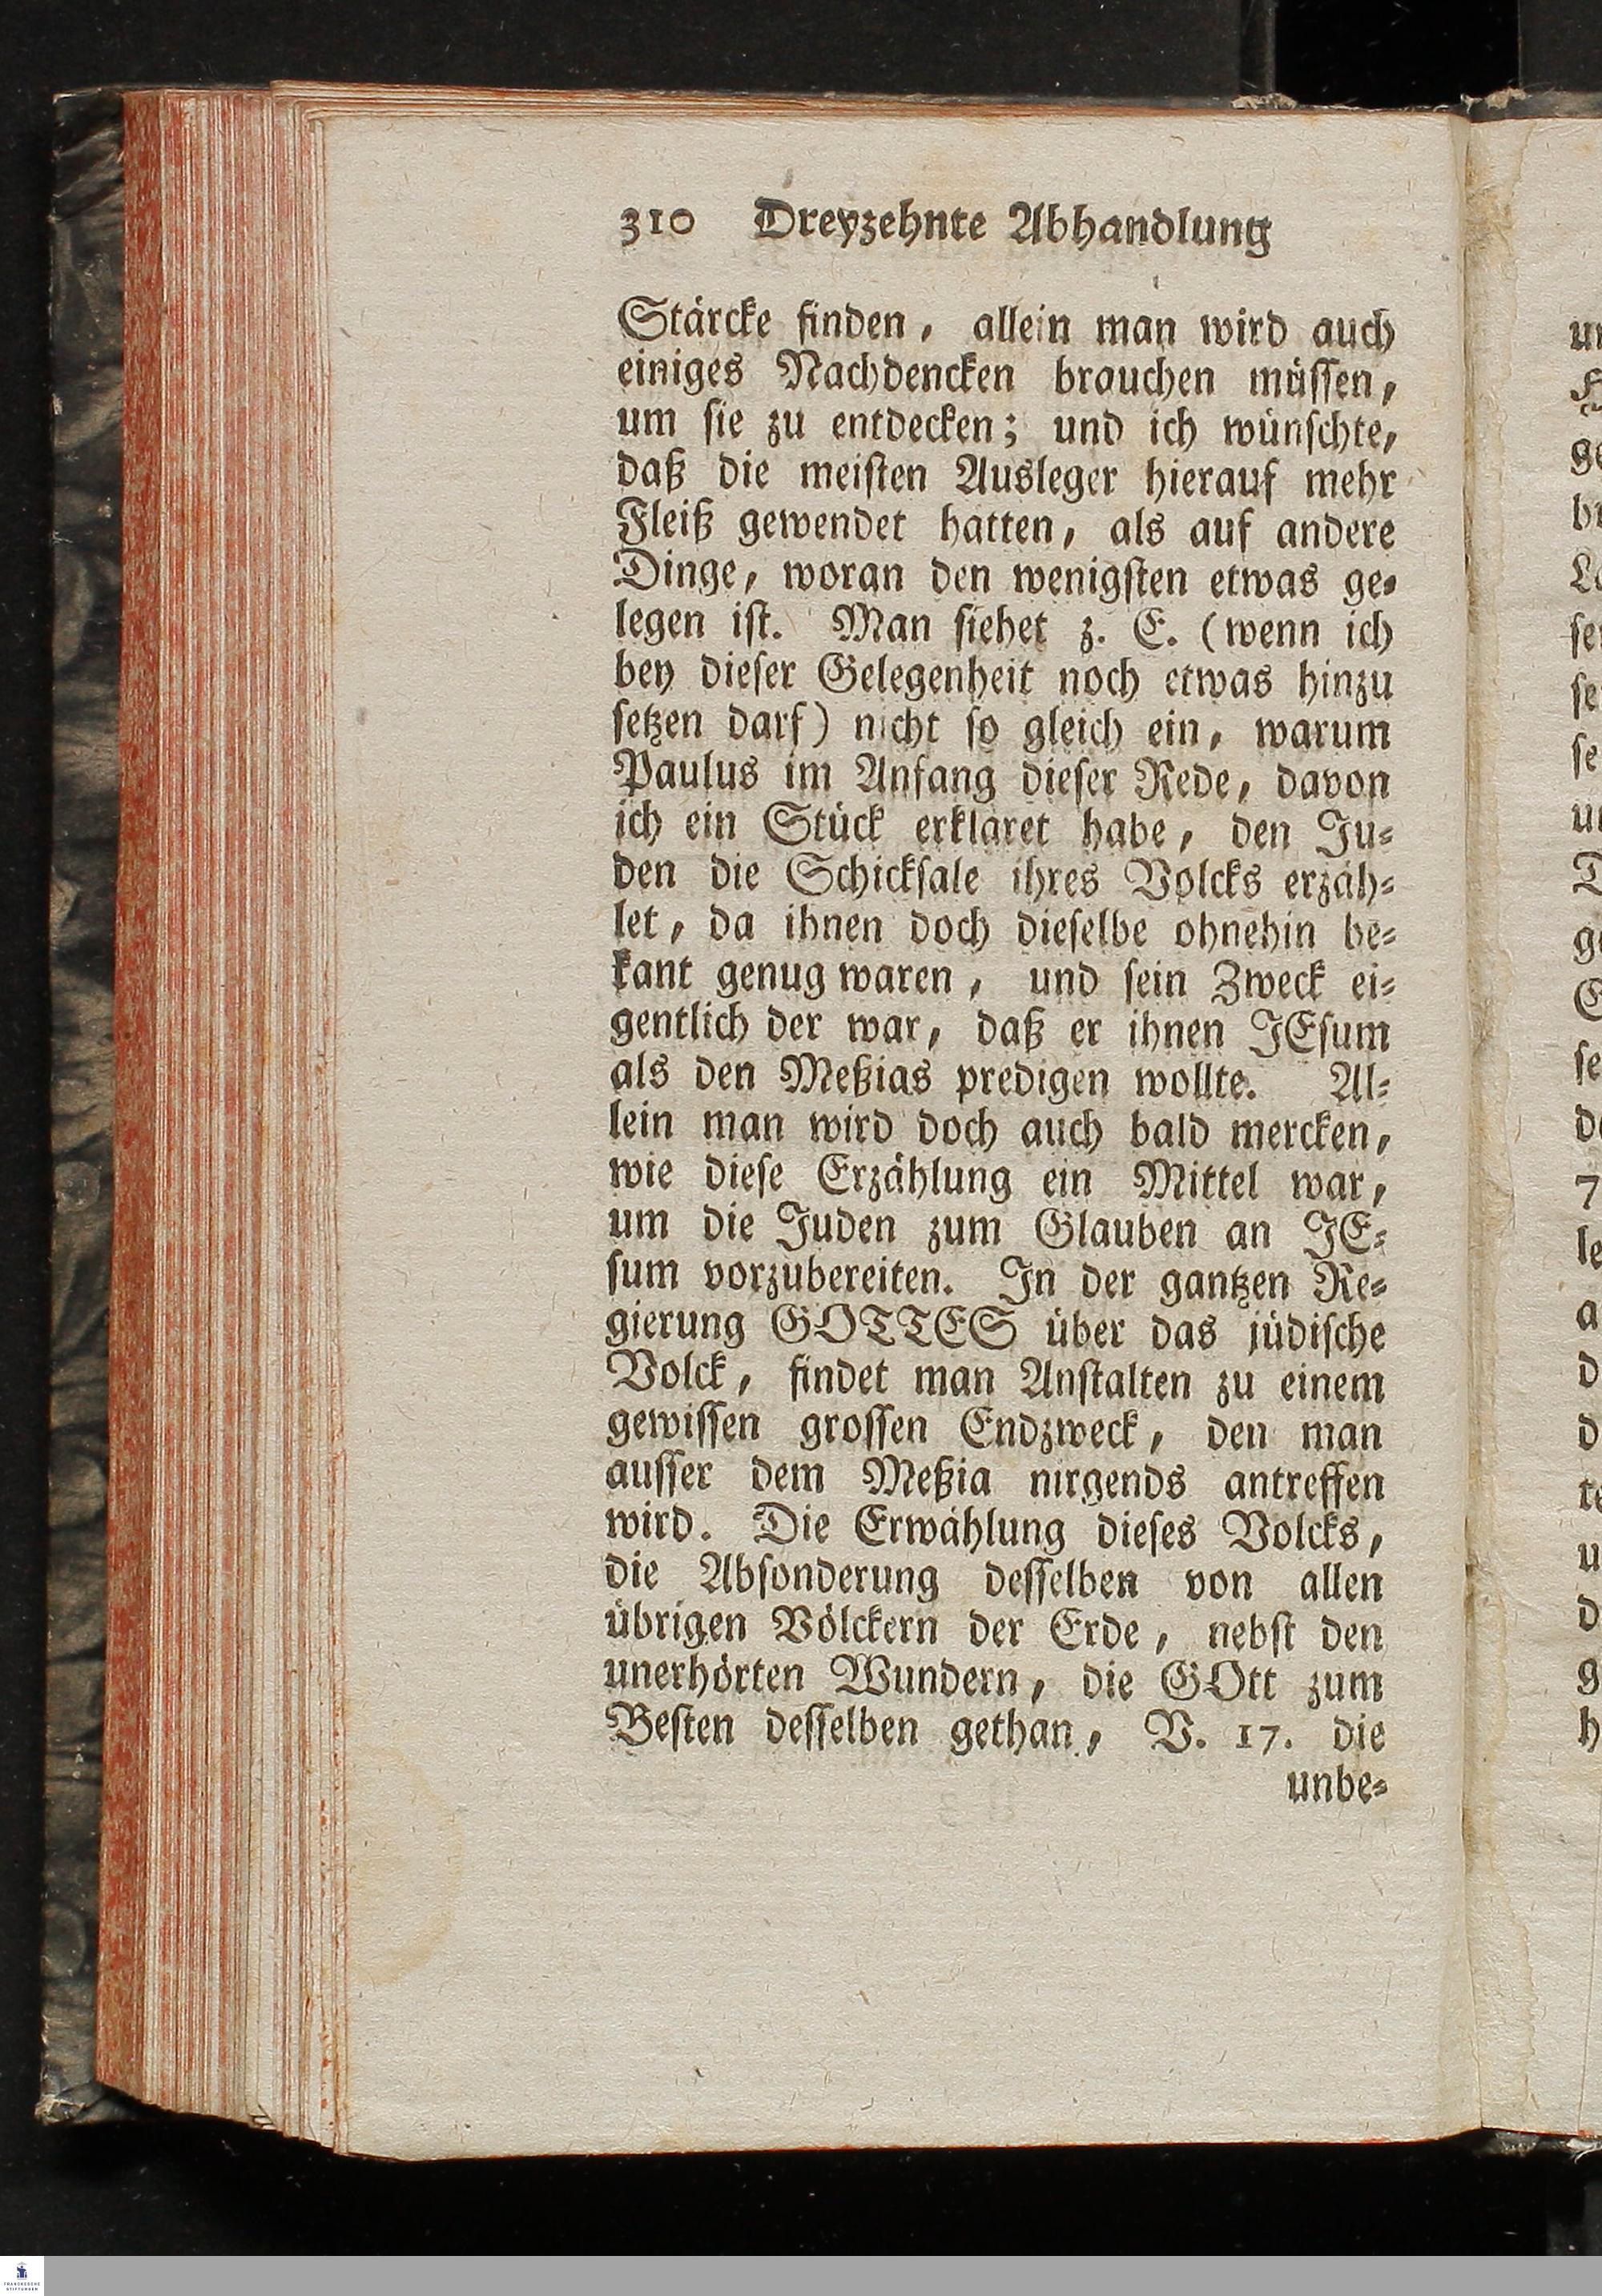 310 Dreyzehnte Abhandlung
Stärcke finden, allein man wird auch
einiges Nachdencken brauchen müssen,
um sie zu entdecken; und ich wünschte,
daß die meisten Ausleger hierauf mehr
Fleiß gewendet hätten, als auf andere
Dinge, woran den wenigsten etwas ge-
legen ist. Man siehet z. E. (wenn ich
bey dieser Gelegenheit noch etwas hinzu
setzen darf) nicht so gleich ein, warum
Paulus im Anfang dieser Rede, davon
ich ein Stück erkläret habe, den Ju-
den die Schicksale ihres Volcks erzäh-
let, da ihnen doch dieselbe ohnehin be-
kant genug waren, und sein Zweck ei-
gentlich der war, daß er ihnen JEsum
als den Meßias predigen wollte. Al-
lein man wird doch auch bald mercken,
wie diese Erzählung ein Mittel war,
um die Juden zum Glauben an JE-
sum vorzubereiten. In der gantzen Re-
gierung GOTTES über das jüdische
Volck, findet man Anstalten zu einem
gewissen grossen Endzweck, den man
ausser dem Meßia nirgends antreffen
wird. Die Erwählung dieses Volcks,
die Absonderung desselben von allen
übrigen Völckern der Erde, nebst den
unerhörten Wundern, die GOtt zum
Besten desselben gethan, V. 17. die
unbe-
FRANCKESCHE
STIFTUNGEN